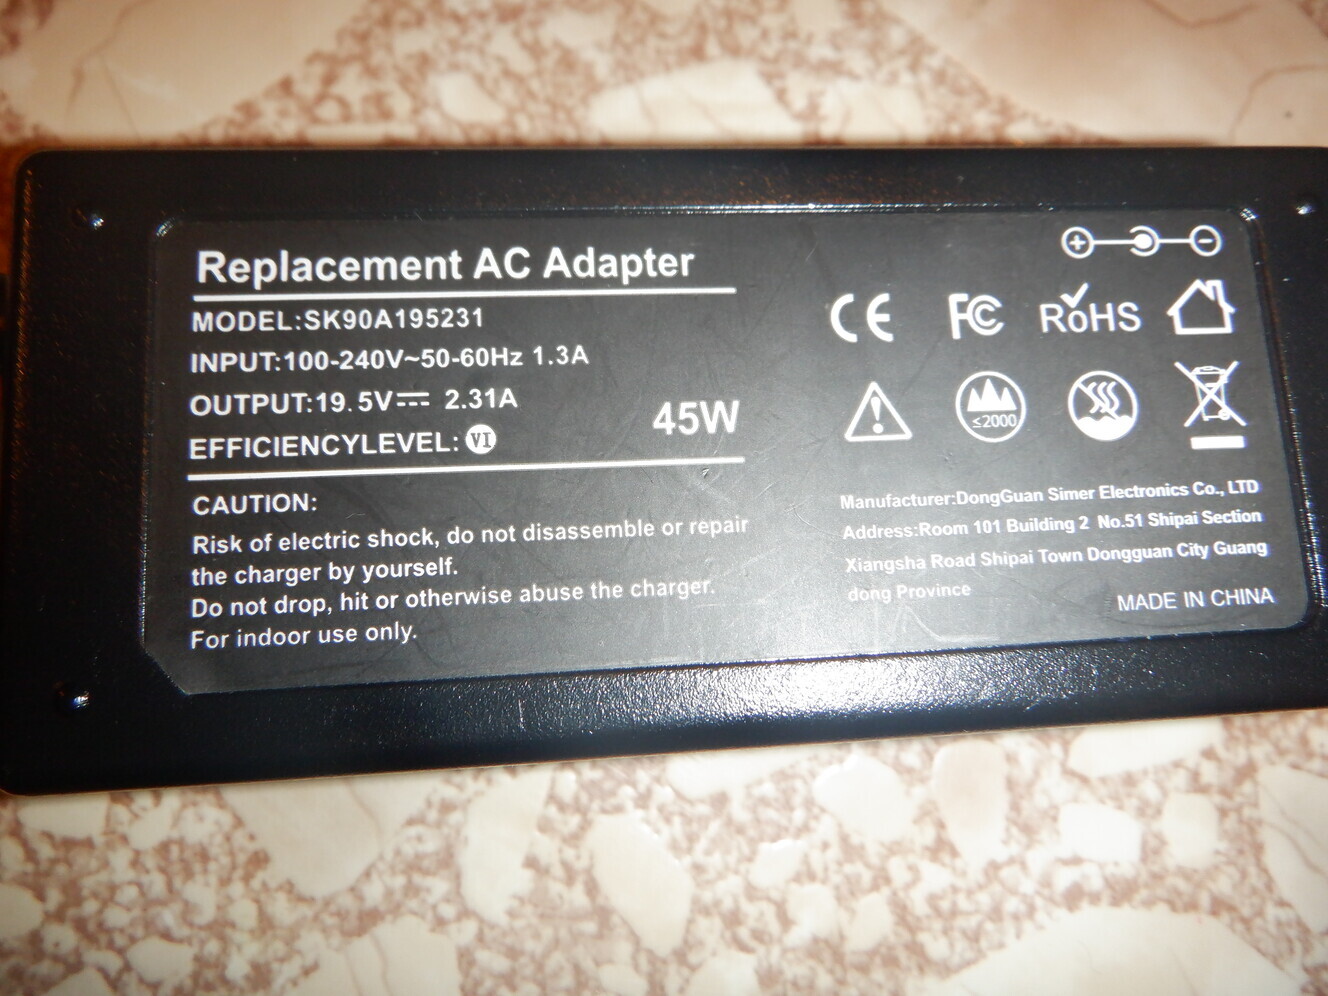 Replacement AC Adapter
MODEL:SK90A195231
INPUT:100-240V~50-60Hz 1.3A
OUTPUT:19.5V⎓ 2.31A
45W
EFFICIENCYLEVEL: VI
CAUTION:
Risk of electric shock, do not disassemble or repair
the charger by yourself.
Do not drop, hit or otherwise abuse the charger.
For indoor use only.
+ −
CE FC RoHS
≤2000
Manufacturer:DongGuan Simer Electronics Co., LTD
Address:Room 101 Building 2 No.51 Shipai Section
Xiangsha Road Shipai Town Dongguan City Guang
dong Province
MADE IN CHINA